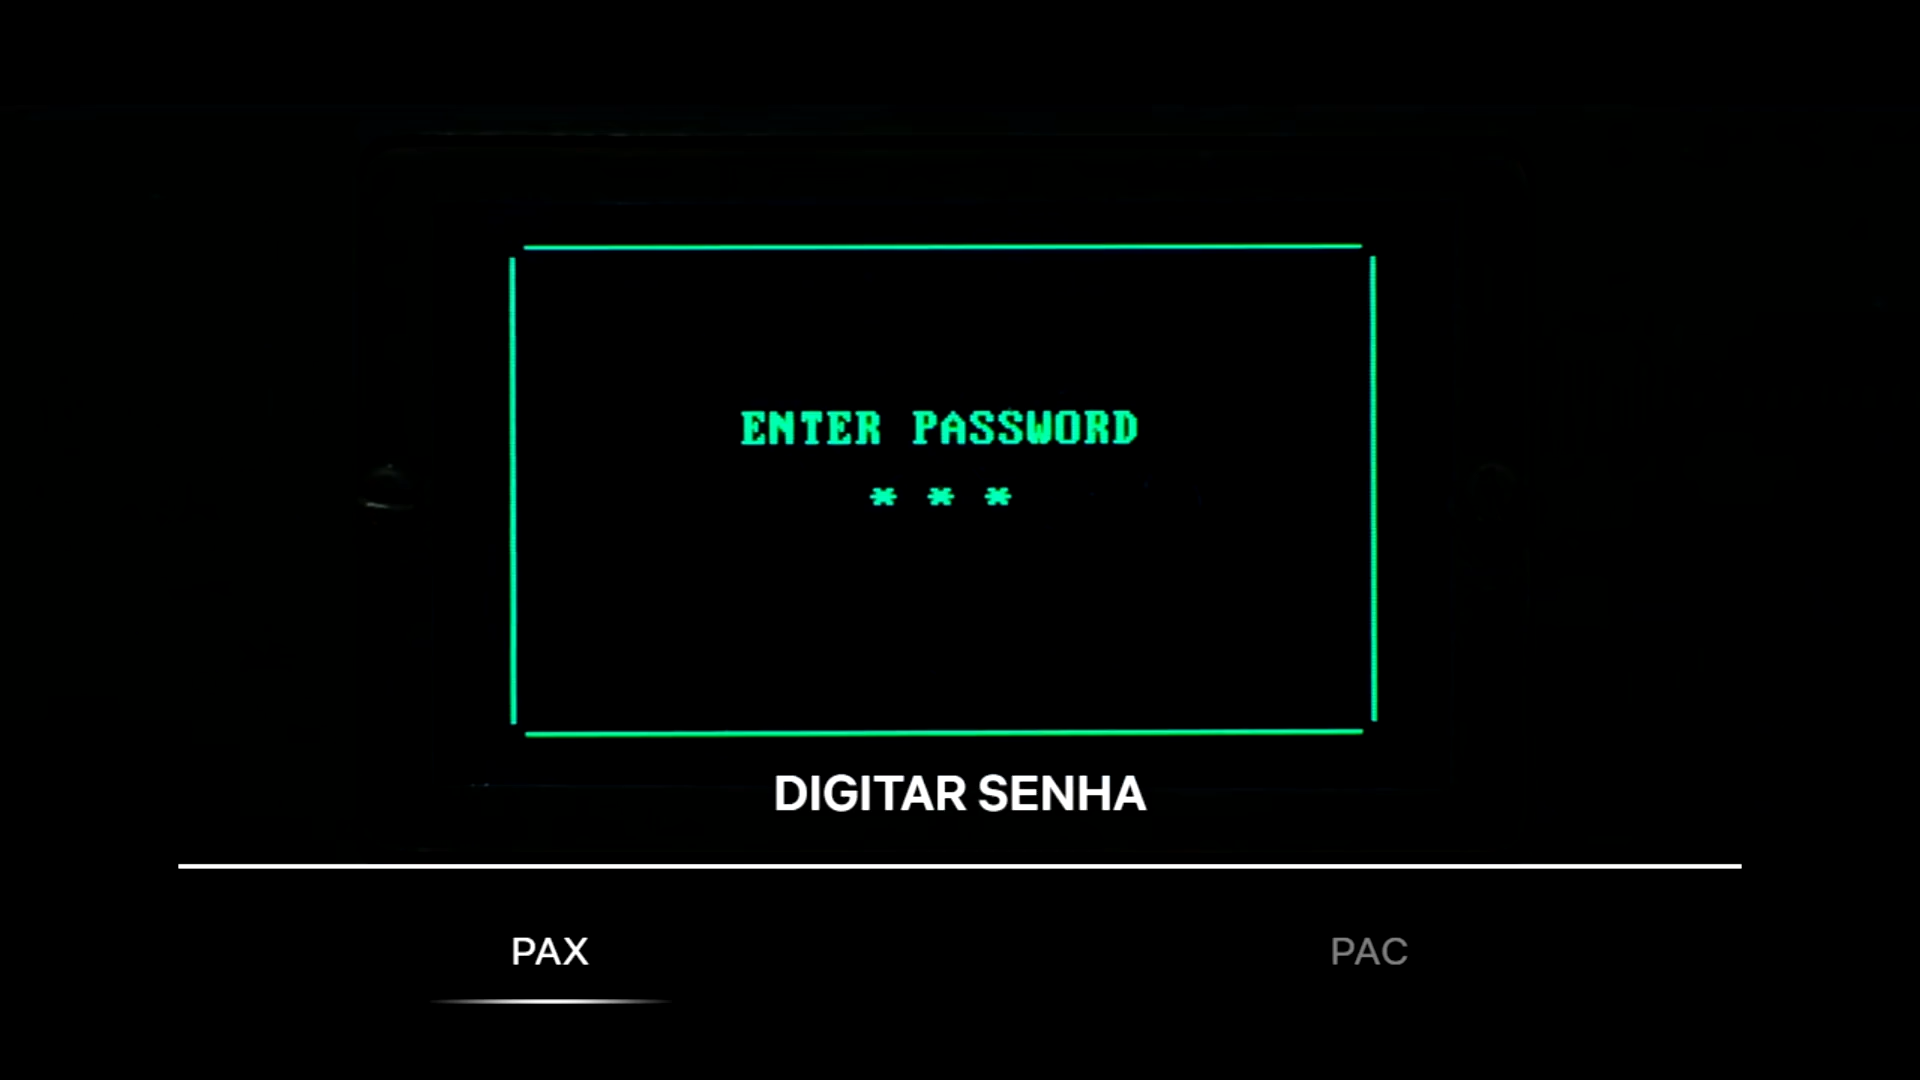 ENTER PASSWORD
* * *
DIGITAR SENHA
PAX
PAC